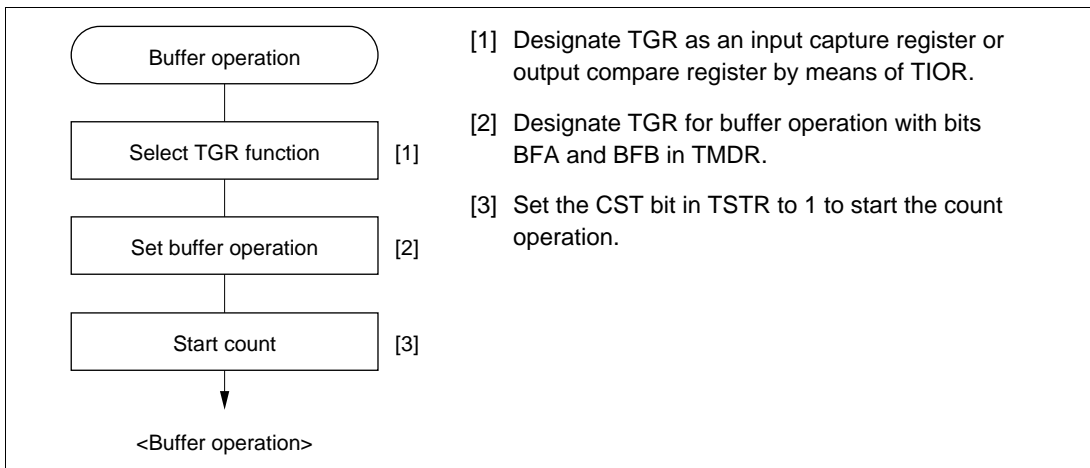 Buffer operation
Select TGR function
[1]
Set buffer operation
[2]
Start count
[3]
<Buffer operation>
[1] Designate TGR as an input capture register or
output compare register by means of TIOR.
[2] Designate TGR for buffer operation with bits
BFA and BFB in TMDR.
[3] Set the CST bit in TSTR to 1 to start the count
operation.